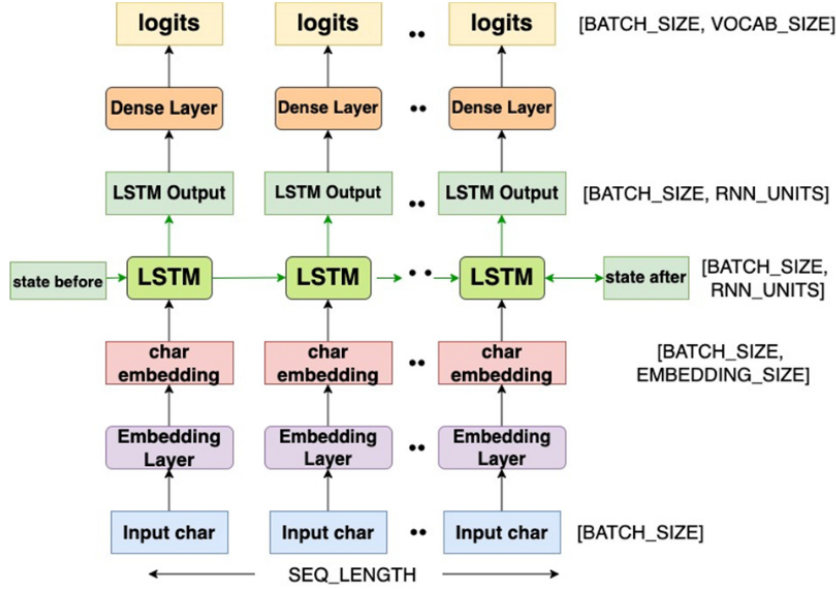 logits logits logits [BATCH_SIZE, VOCAB_SIZE]
Dense Layer Dense Layer Dense Layer
LSTM Output LSTM Output LSTM Output [BATCH_SIZE, RNN_UNITS]
state before LSTM LSTM LSTM state after [BATCH_SIZE,
RNN_UNITS]
char char char [BATCH_SIZE,
embedding embedding embedding EMBEDDING_SIZE]
Embedding Embedding Embedding
Layer Layer Layer
Input char Input char Input char [BATCH_SIZE]
SEQ_LENGTH